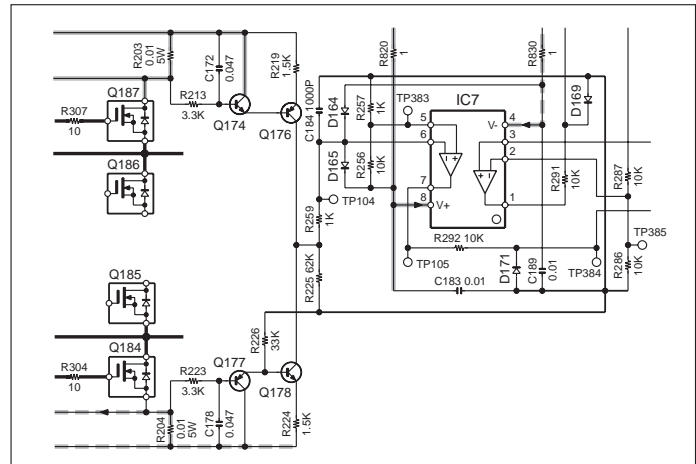 R203
0.01
5W
C172
0.047
R219
1.5K
Q187
R213
3.3K
Q174
Q176
R307
10
Q186
C184 1000P
D164
D165
R257
1K
R256
10K
R820
1
TP383
IC7
R830
1
D169
5
6
7
8
V+
V-
4
3
2
1
R291
10K
R287
10K
TP104
R259
1K
R292 10K
TP105
D171
C189
0.01
TP384
TP385
R286
10K
C183 0.01
R225 62K
Q185
Q184
R304
10
R226
33K
R223
3.3K
Q177
Q178
R204
0.01
5W
C178
0.047
R224
1.5K